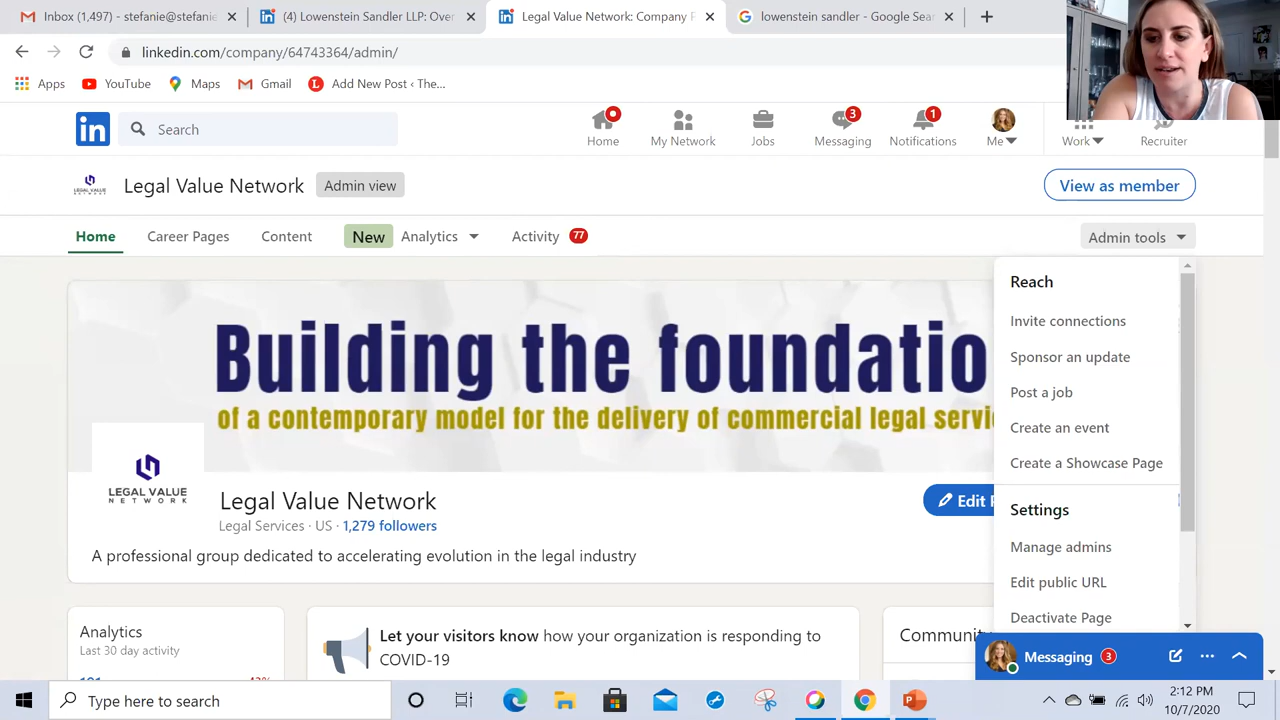 Inbox (1,497) - stefanie@stefanie
(4) Lowenstein Sandler LLP: Over
Legal Value Network: Company P
lowenstein sandler - Google Sea
linkedin.com/company/64743364/admin/
Apps
YouTube
Maps
Gmail
Add New Post ‹ The...
in
Search
Home
My Network
3
Messaging
1
Notifications
Me
Work
Recruiter
LEGAL VALUE
NETWORK
Legal Value Network
Admin view
View as member
Home
Career Pages
Content
New
Analytics
Activity
77
Admin tools
Building the foundatio
of a contemporary model for the delivery of commercial legal servic
LEGAL VALUE
NETWORK
Legal Value Network
Legal Services · US · 1,279 followers
A professional group dedicated to accelerating evolution in the legal industry
Edit P
Reach
Invite connections
Sponsor an update
Post a job
Create an event
Create a Showcase Page
Settings
Manage admins
Edit public URL
Deactivate Page
Analytics
Last 30 day activity
Let your visitors know how your organization is responding to
COVID-19
Community
Messaging
3
Type here to search
2:12 PM
10/7/2020